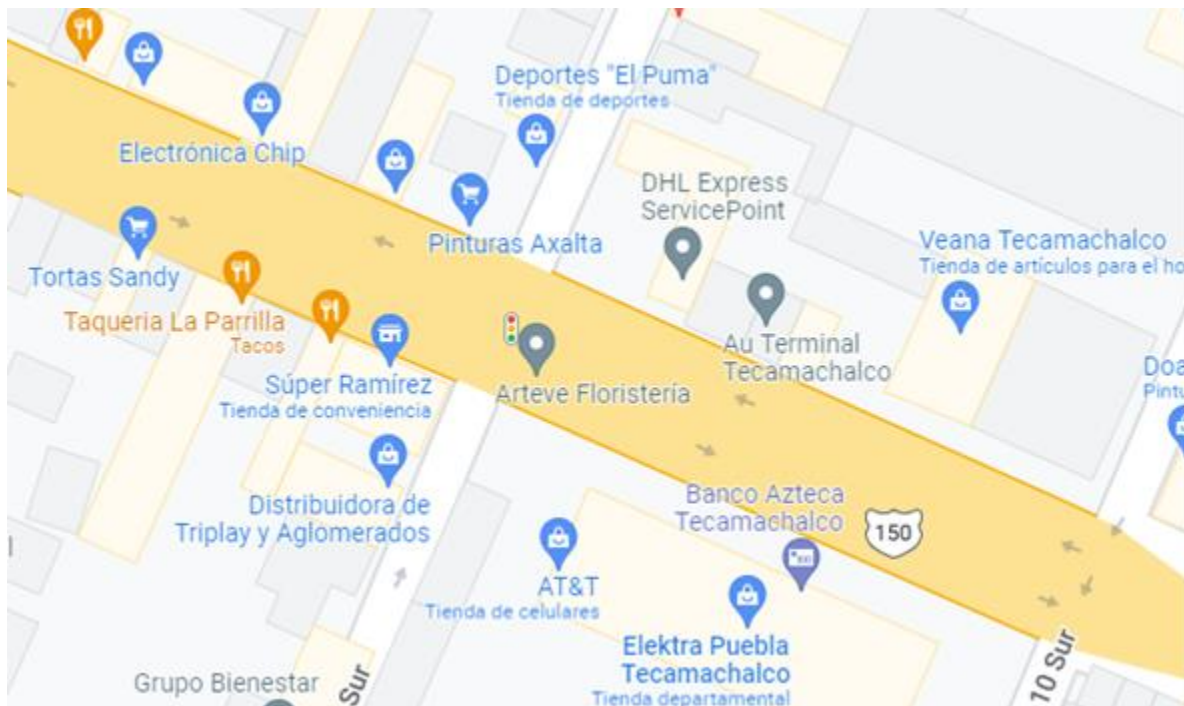 Deportes "El Puma"
Tienda de deportes
Electrónica Chip
DHL Express
ServicePoint
Pinturas Axalta
Veana Tecamachalco
Tienda de artículos para el ho
Tortas Sandy
Taqueria La Parrilla
Tacos
Au Terminal
Tecamachalco
Súper Ramírez
Tienda de conveniencia
Arteve Floristería
Doa
Pintu
Distribuidora de
Triplay y Aglomerados
Banco Azteca
Tecamachalco
150
AT&T
Tienda de celulares
Elektra Puebla
Tecamachalco
Tienda departamental
Grupo Bienestar
Sur
10 Sur